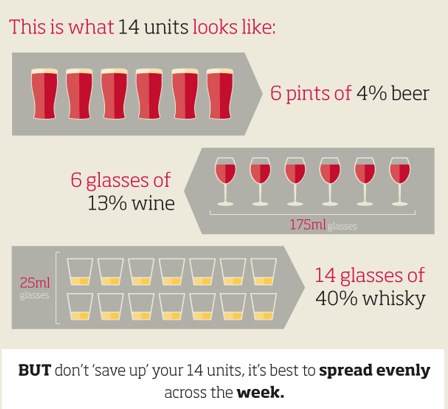 This is what 14 units looks like:
6 pints of 4% beer
6 glasses of
13% wine
175ml glasses
25ml
glasses
14 glasses of
40% whisky
BUT don't 'save up' your 14 units, it's best to spread evenly
across the week.